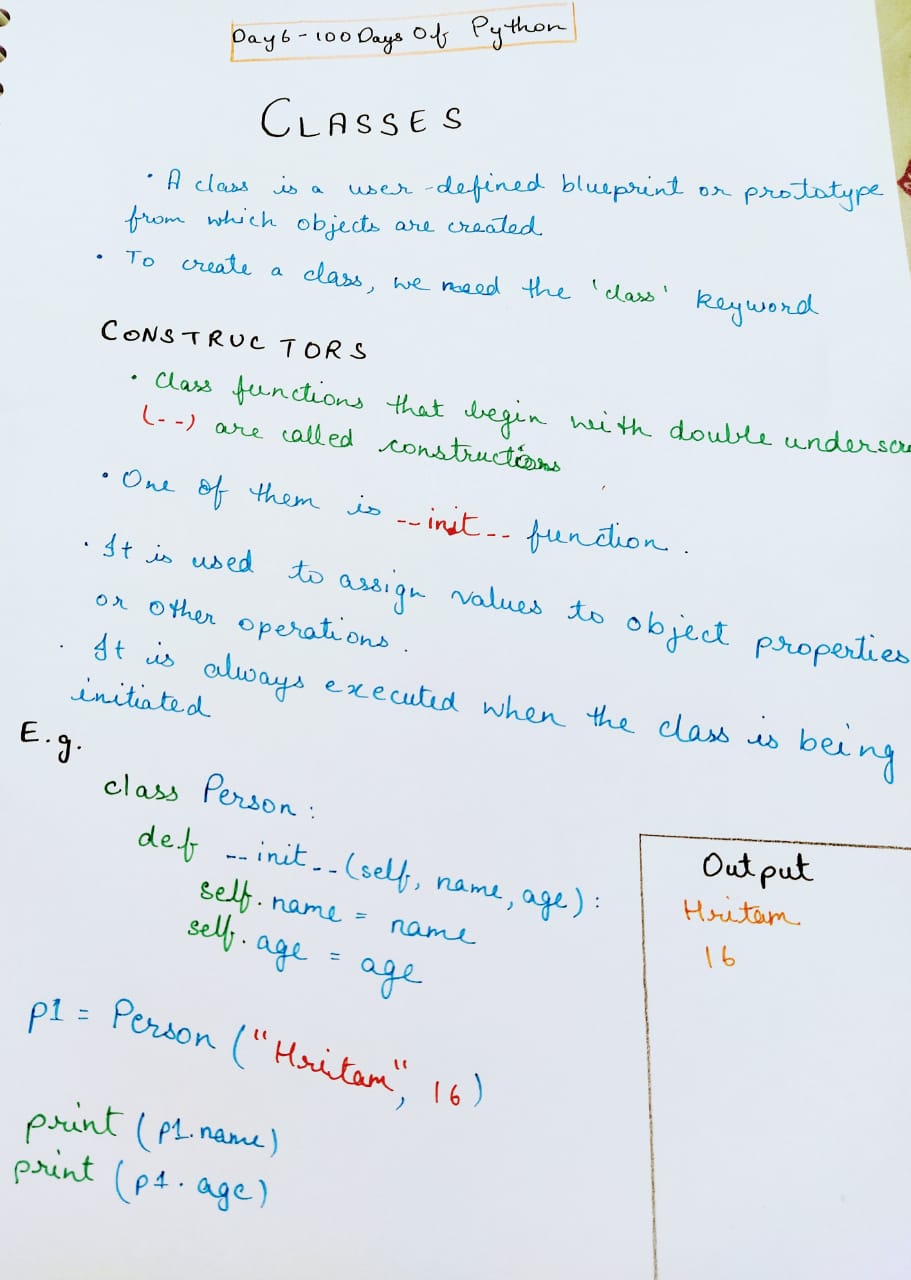 Day 6 - 100 Days Of Python
CLASSES
• A class is a user-defined blueprint or prototype
from which objects are created
• To create a class, we need the 'class' keyword
CONSTRUCTORS
• Class functions that begin with double
(--) are called constructions
• One of them is --init-- function.
• It is used to assign values to object properties
or other operations.
• It is always executed when the class is being
initiated
E.g.
class Person:
def --init--(self, name, age):
self.name = name
self.age = age
p1 = Person ("Hritam", 16)
print (p1.name)
print (p1.age)
Output
Hritam
16